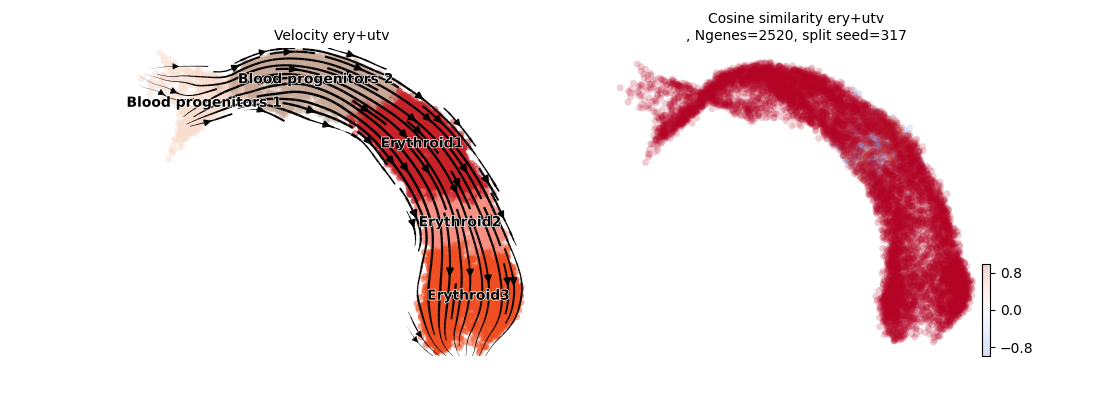 Velocity ery+utv
Blood progenitors 2
Blood progenitors 1
Erythroid1
Erythroid2
Erythroid3
Cosine similarity ery+utv
, Ngenes=2520, split seed=317
0.8
0.0
−0.8